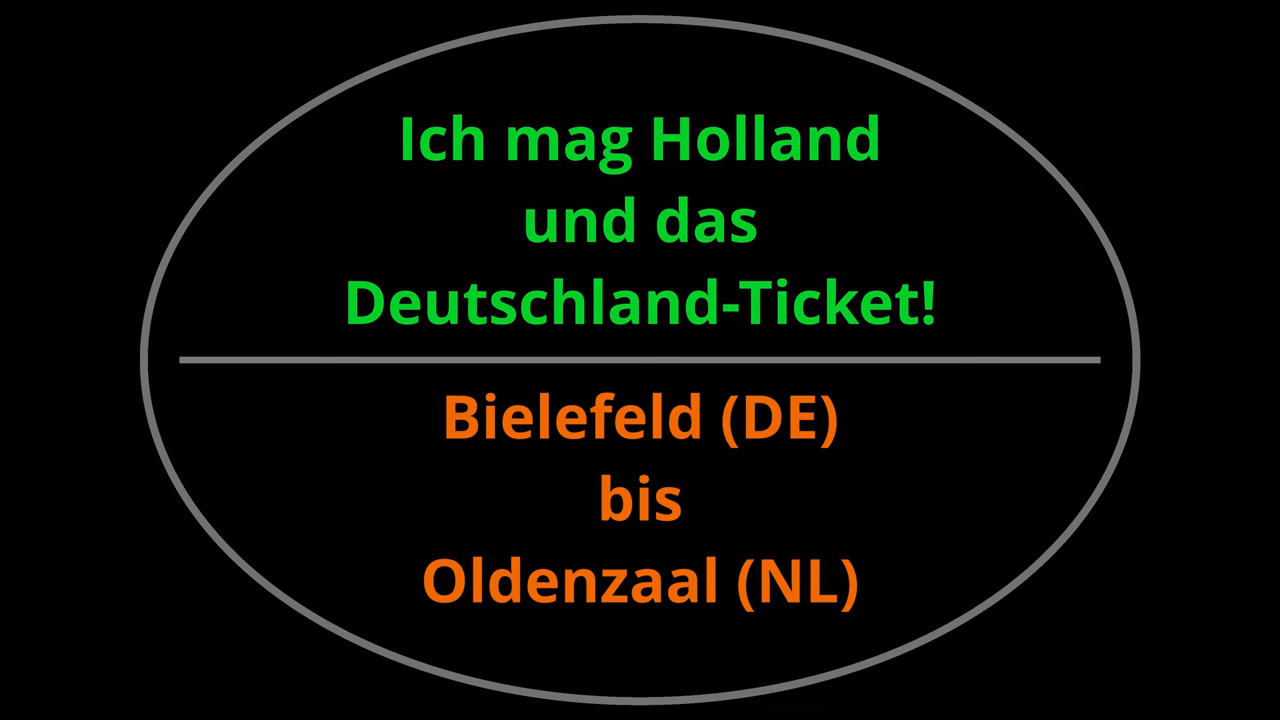 Ich mag Holland
und das
Deutschland-Ticket!
Bielefeld (DE)
bis
Oldenzaal (NL)